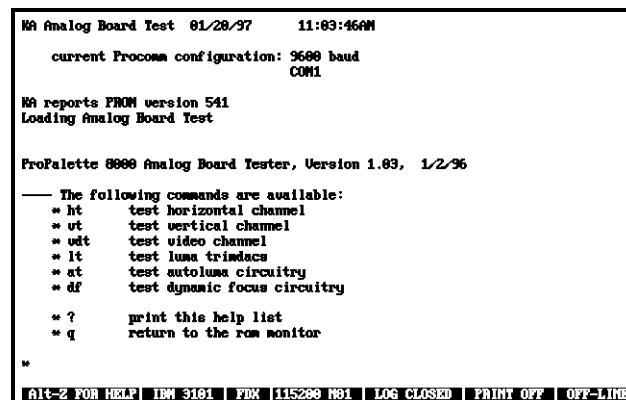 KA Analog Board Test 01/20/97 11:03:46AM
current Procomm configuration: 9600 baud
COM1
KA reports PROM version 541
Loading Analog Board Test
ProPalette 8000 Analog Board Tester, Version 1.03, 1/2/96
—— The following commands are available:
* ht test horizontal channel
* vt test vertical channel
* vdt test video channel
* lt test luma trimdacs
* at test autoluma circuitry
* df test dynamic focus circuitry
* ? print this help list
* q return to the rom monitor
*
Alt-Z FOR HELP| IBM 3101 | FDX |115200 N81 | LOG CLOSED | PRINT OFF | OFF-LINE